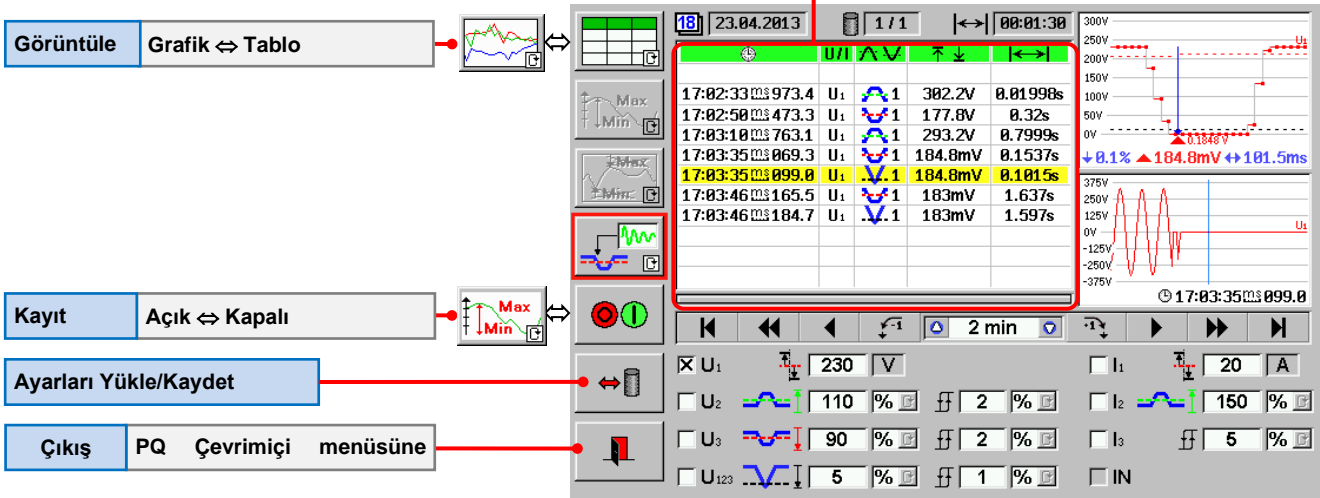 18 23.04.2013 1 / 1 00:01:30
U/I
17:02:33 ms 973.4 U1 1 302.2V 0.01998s
17:02:50 ms 473.3 U1 1 177.8V 0.32s
17:03:10 ms 763.1 U1 1 293.2V 0.7999s
17:03:35 ms 069.3 U1 1 184.8mV 0.1537s
17:03:35 ms 099.0 U1 1 184.8mV 0.1015s
17:03:46 ms 165.5 U1 1 183mV 1.637s
17:03:46 ms 184.7 U1 1 183mV 1.597s
300V
250V
200V
150V
100V
50V
0V
U1
0.1848 V
0.1% 184.8mV 101.5ms
375V
250V
125V
0V
-125V
-250V
-375V
U1
17:03:35 ms 099.0
Görüntüle Grafik ⇔ Tablo
Max
Min
Max
Min
Kayıt Açık ⇔ Kapalı
Max
Min
Ayarları Yükle/Kaydet
Çıkış PQ Çevrimiçi menüsüne
-1 2 min +1
U1 230 V I1 20 A
U2 110 % 2 % I2 150 %
U3 90 % 2 % I3 5 %
U123 5 % 1 % IN